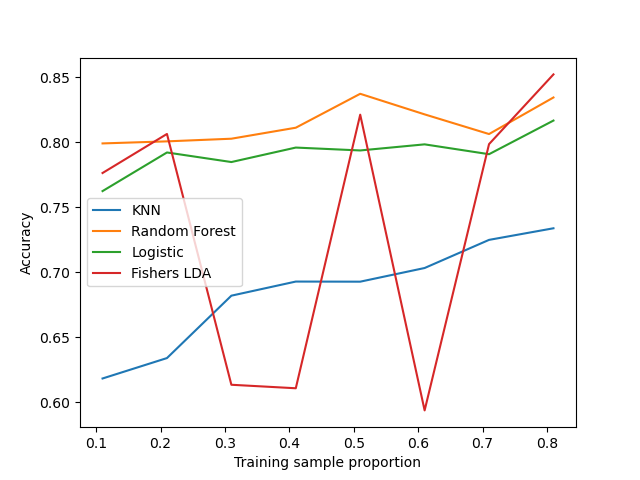 0.85
0.80
0.75
0.70
0.65
0.60
Accuracy
KNN
Random Forest
Logistic
Fishers LDA
0.1 0.2 0.3 0.4 0.5 0.6 0.7 0.8
Training sample proportion